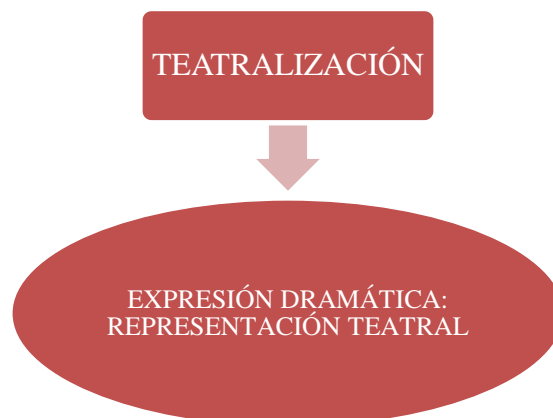 TEATRALIZACIÓN
EXPRESIÓN DRAMÁTICA:
REPRESENTACIÓN TEATRAL